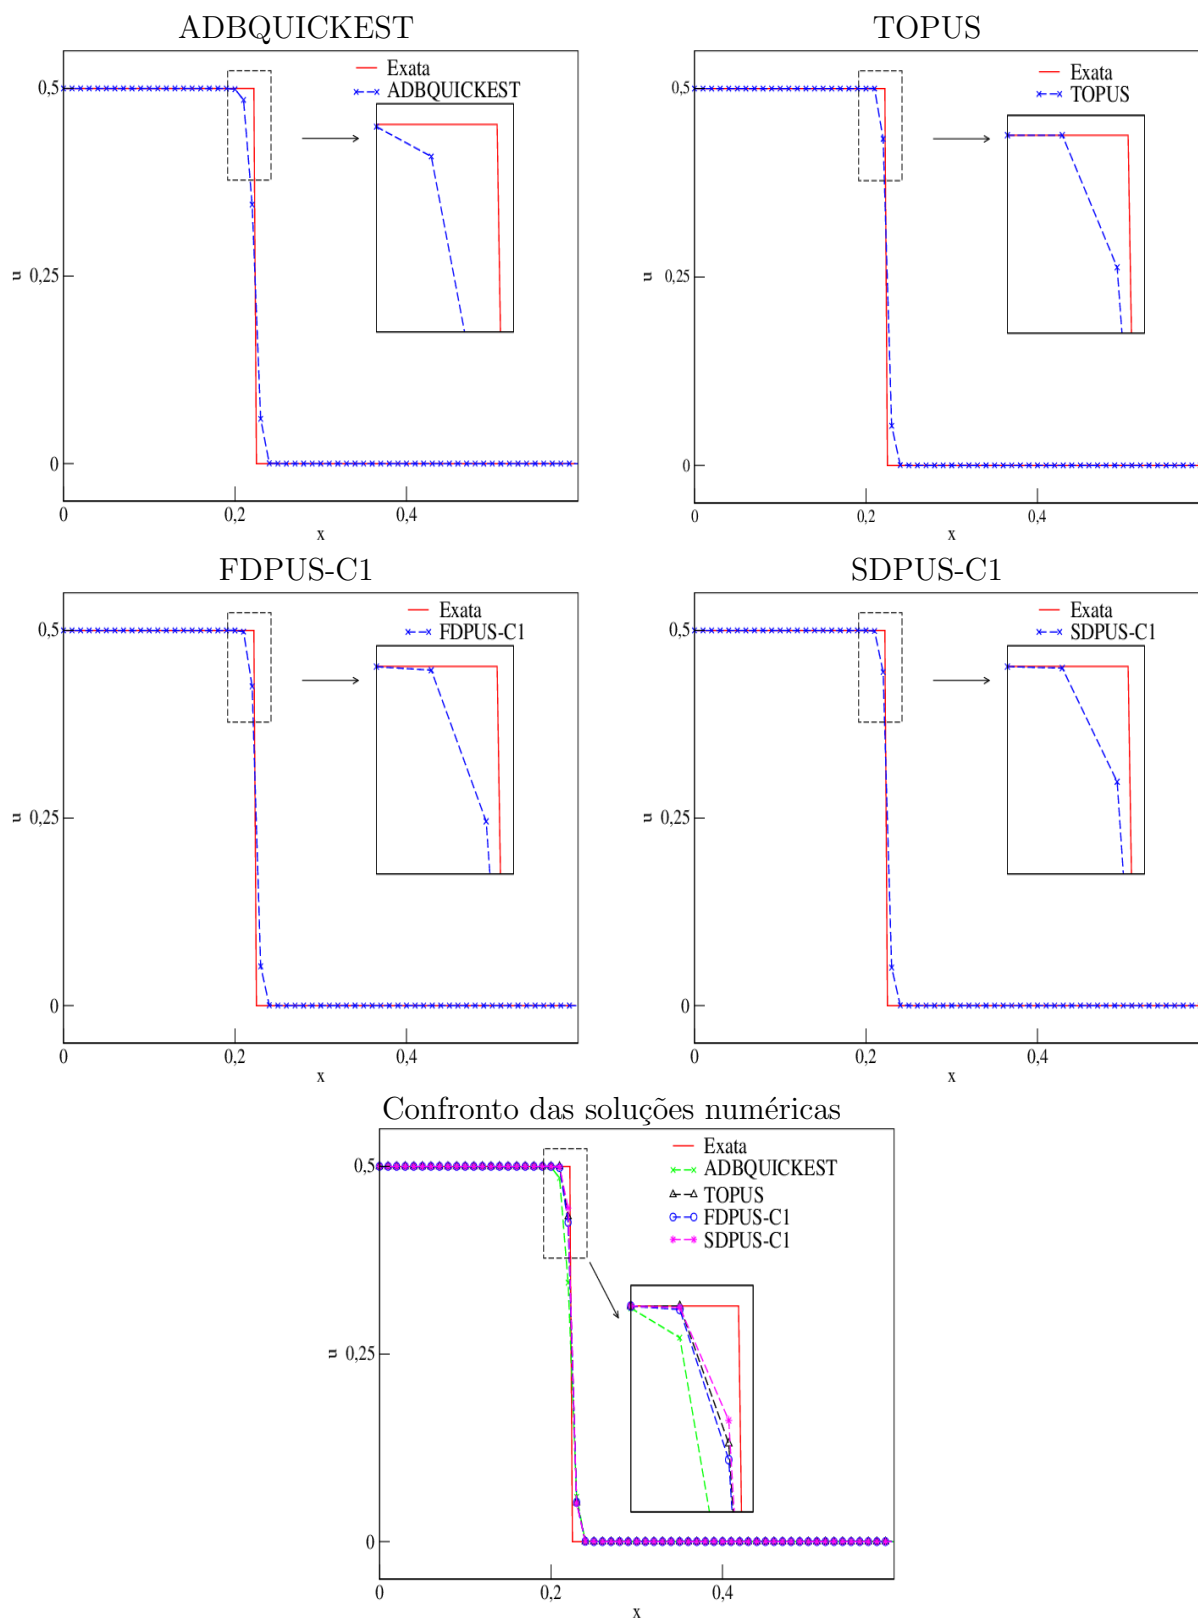 ADBQUICKEST
Exata
ADBQUICKEST
0,5
u 0,25
0
0 0,2 0,4
x
TOPUS
Exata
TOPUS
0,5
u 0,25
0
0 0,2 0,4
x
FDPUS-C1
Exata
FDPUS-C1
0,5
u 0,25
0
0 0,2 0,4
x
SDPUS-C1
Exata
SDPUS-C1
0,5
u 0,25
0
0 0,2 0,4
x
Confronto das soluções numéricas
Exata
ADBQUICKEST
TOPUS
FDPUS-C1
SDPUS-C1
0,5
u 0,25
0
0 0,2 0,4
x